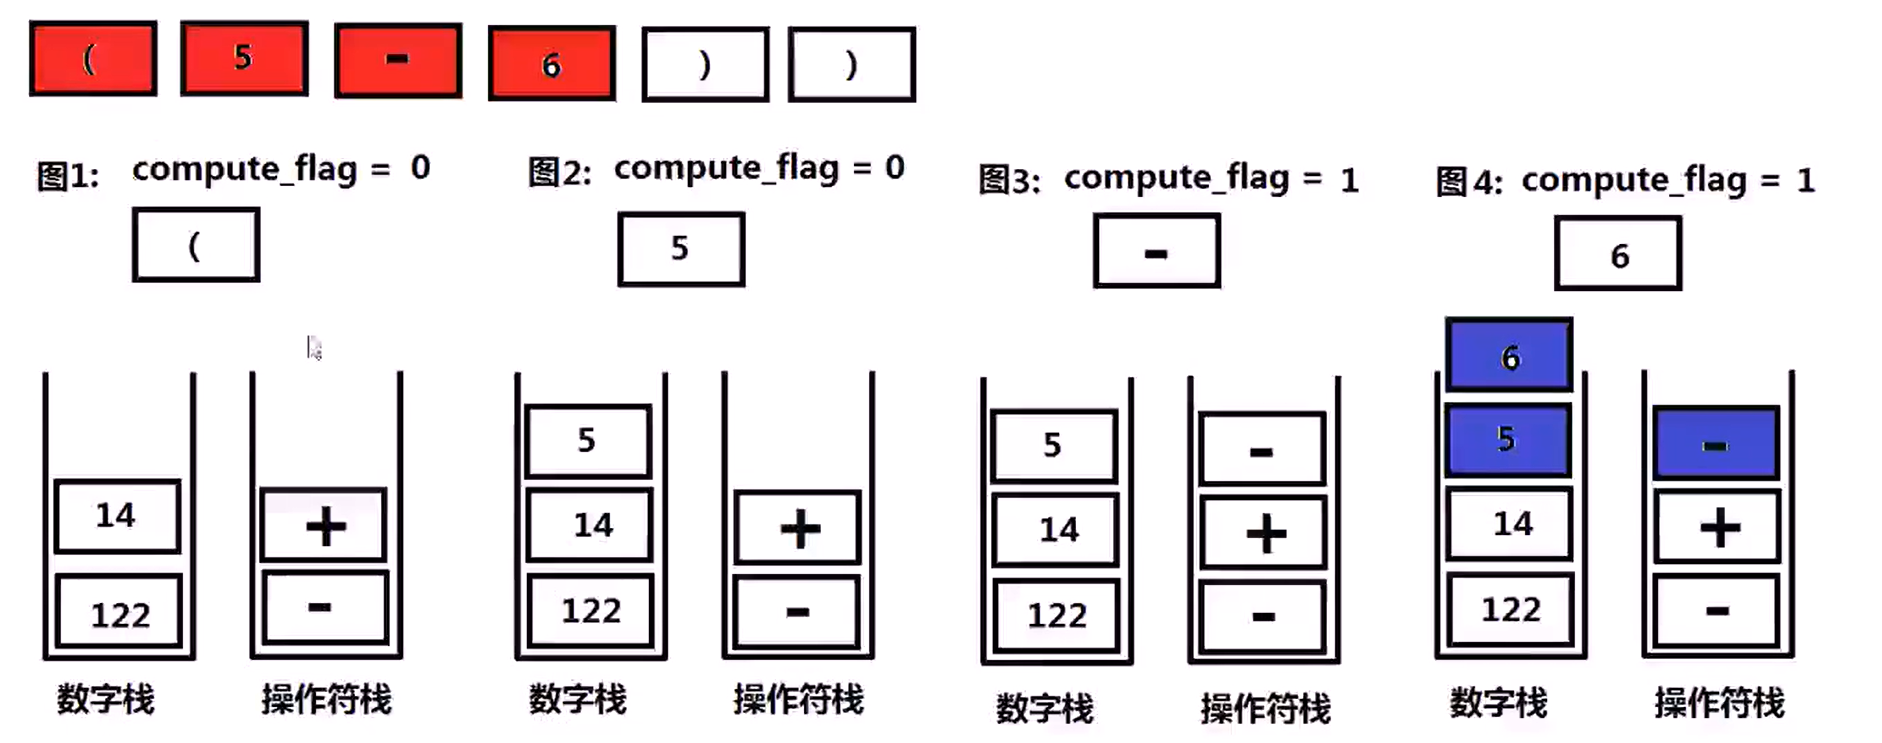 ( 5 - 6 ) )
图1: compute_flag = 0
图2: compute_flag = 0
图3: compute_flag = 1
图4: compute_flag = 1
( 5 - 6
6
5 5 - 5 -
14 + 14 + 14 + 14 +
122 - 122 - 122 - 122 -
数字栈 操作符栈 数字栈 操作符栈 数字栈 操作符栈 数字栈 操作符栈